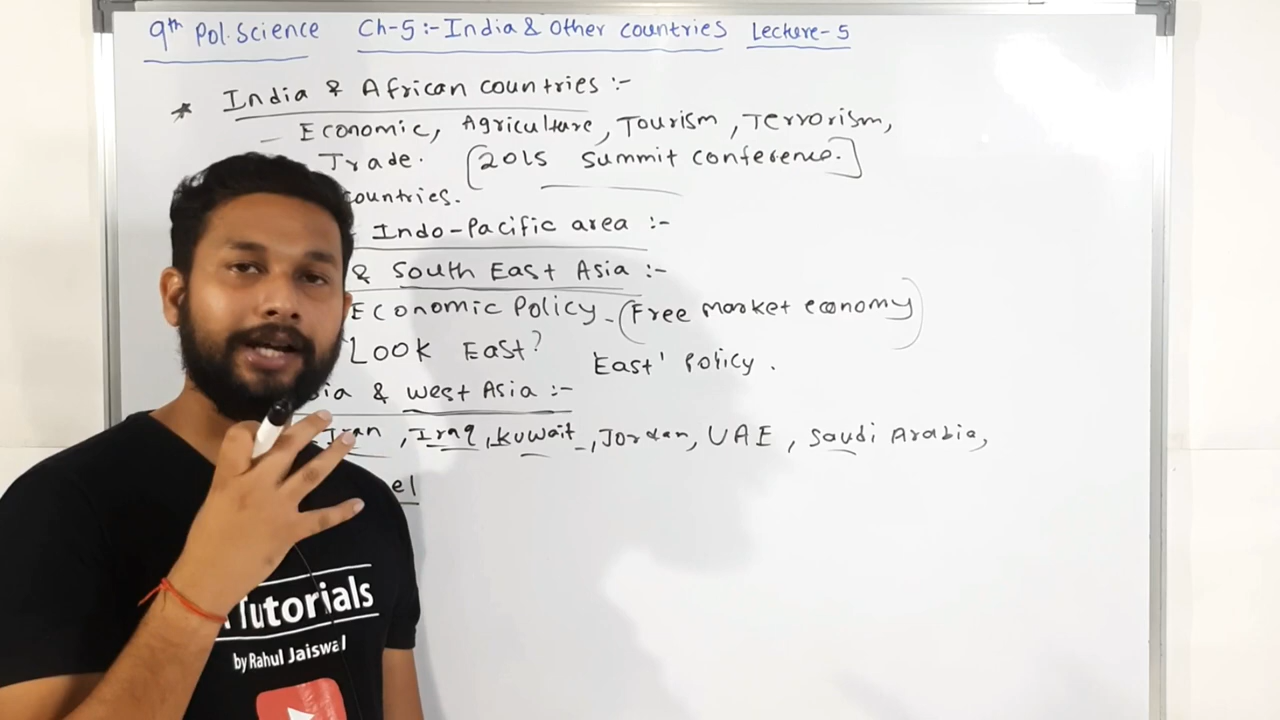 9th Pol. Science Ch-5:- India & Other countries Lecture-5
* India & African countries :-
- Economic, Agriculture, Tourism, Terrorism,
Trade. [2015 Summit conference.]
countries.
Indo-Pacific area :-
& South East Asia :-
Economic Policy - (Free market economy)
Look East? 'East' Policy.
ia & West Asia :-
Iran, Iraq, Kuwait, Jordan, UAE, Saudi Arabia,
el
Tutorials
by Rahul Jaiswal